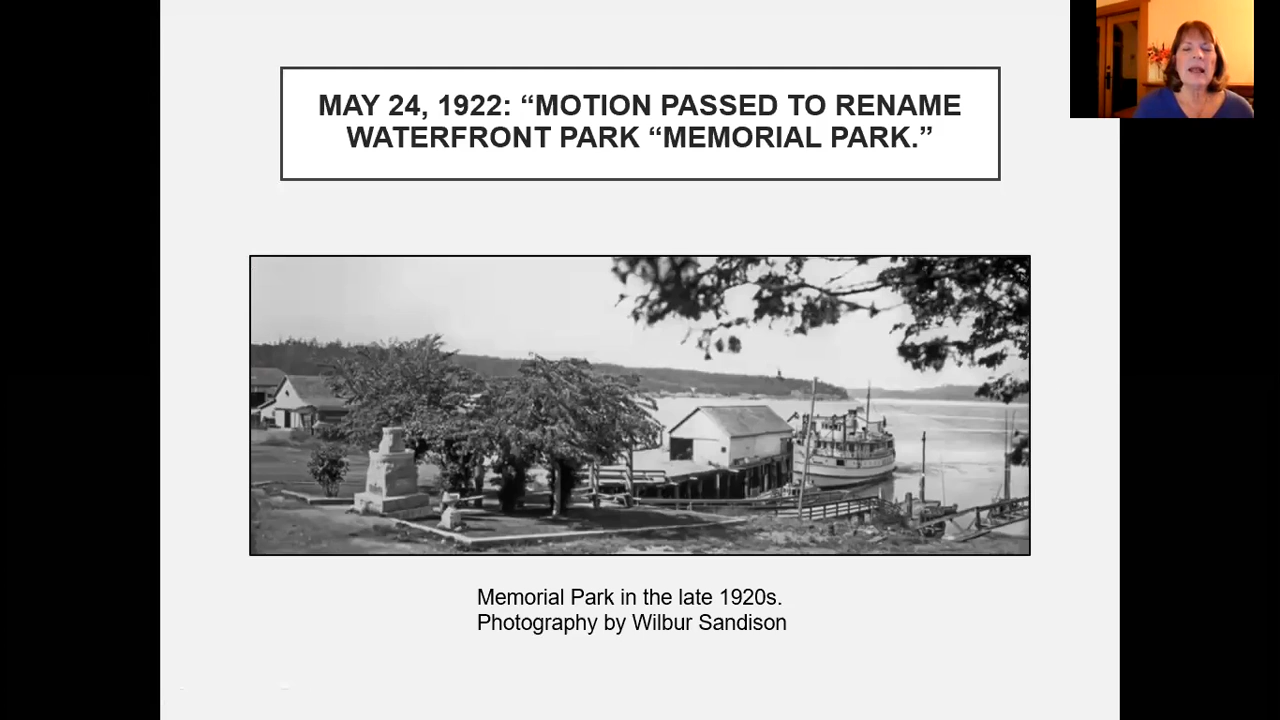 MAY 24, 1922: “MOTION PASSED TO RENAME
WATERFRONT PARK “MEMORIAL PARK.”
Memorial Park in the late 1920s.
Photography by Wilbur Sandison